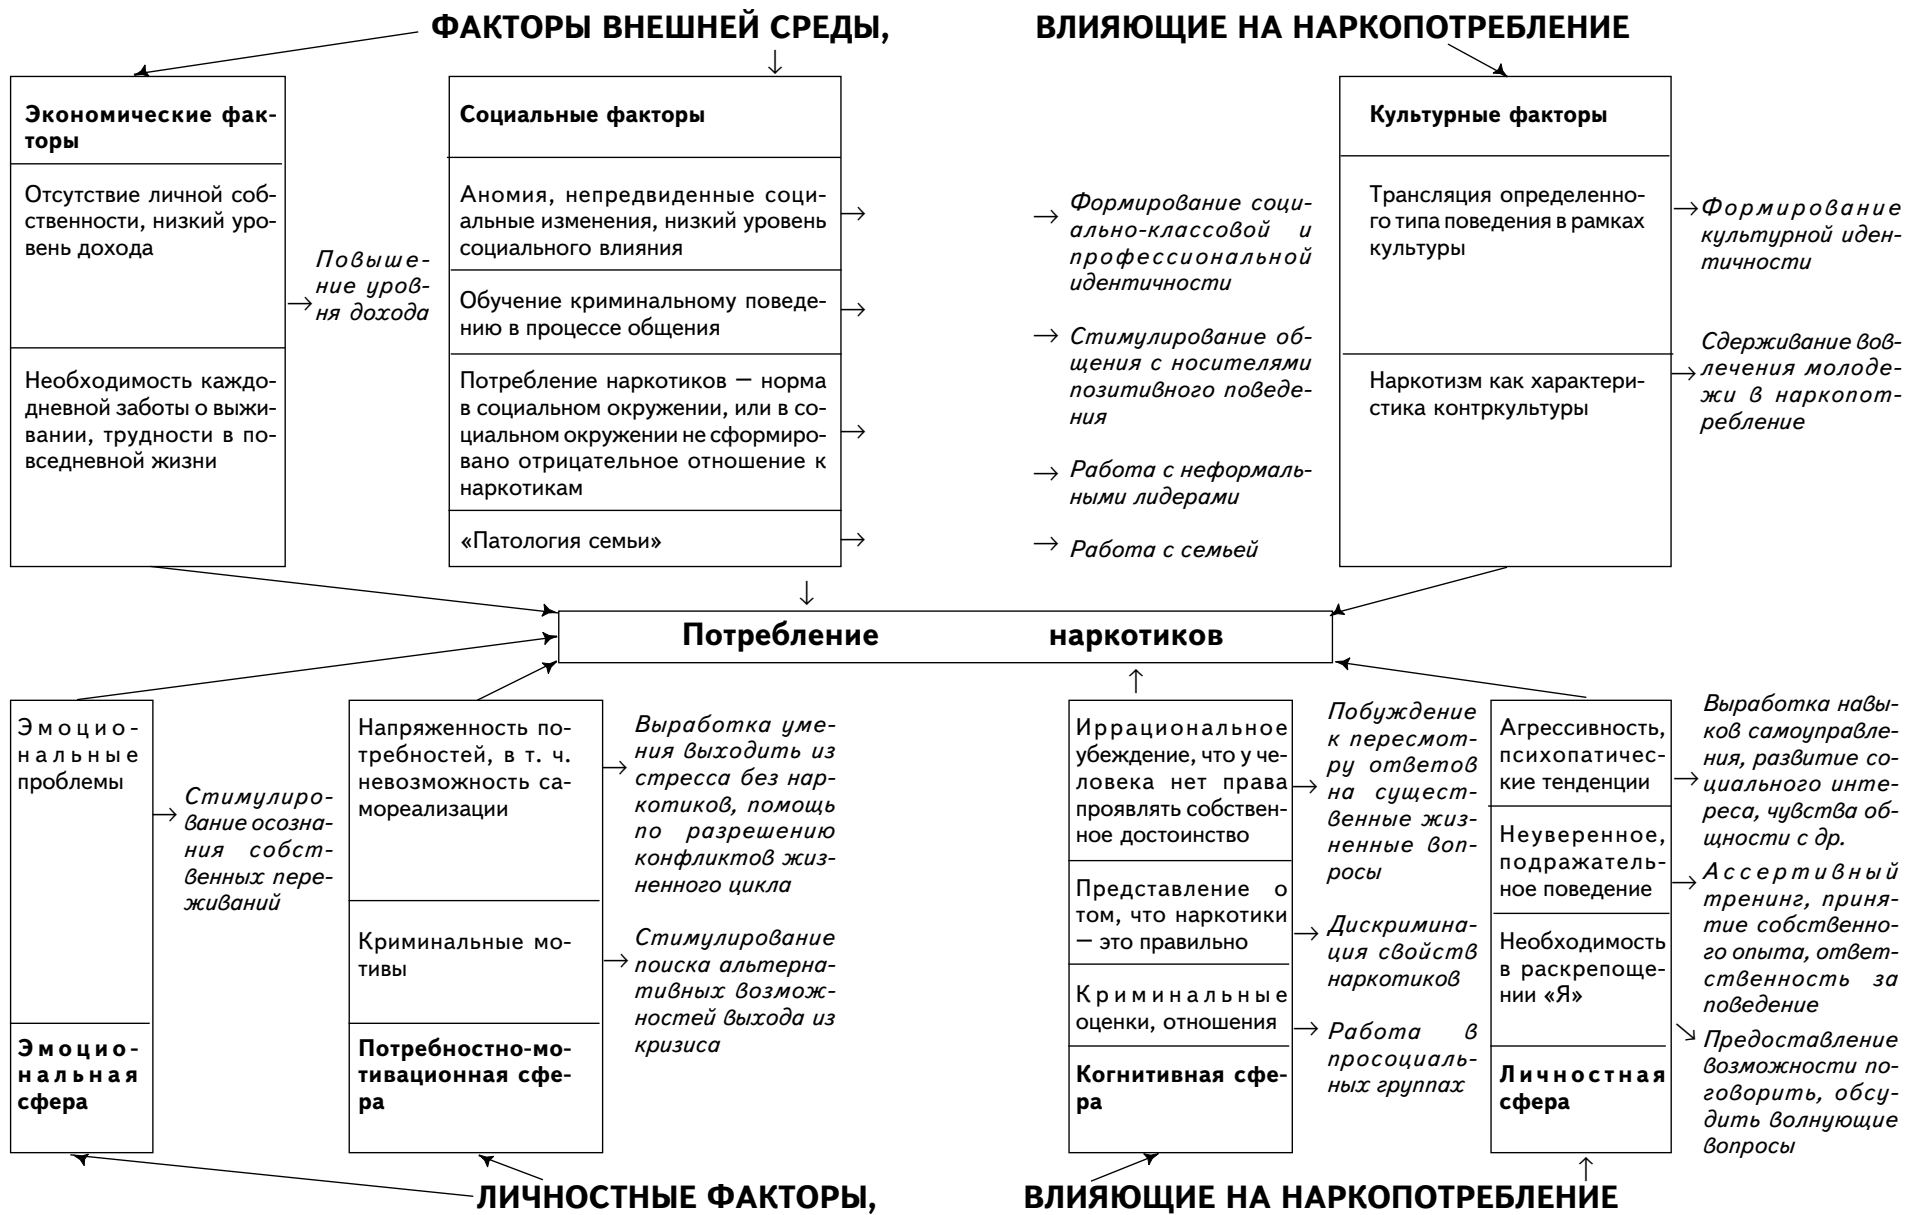 ФАКТОРЫ ВНЕШНЕЙ СРЕДЫ, ВЛИЯЮЩИЕ НА НАРКОПОТРЕБЛЕНИЕ
Экономические фак-
торы
Отсутствие личной соб-
ственности, низкий уро-
вень дохода
Необходимость каждо-
дневной заботы о выжи-
вании, трудности в по-
вседневной жизни
Повыше-
ние уров-
ня дохода
Социальные факторы
Аномия, непредвиденные соци-
альные изменения, низкий уровень
социального влияния
Обучение криминальному поведе-
нию в процессе общения
Потребление наркотиков — норма
в социальном окружении, или в со-
циальном окружении не сформиро-
вано отрицательное отношение к
наркотикам
«Патология семьи»
Формирование соци-
ально-классовой и
профессиональной
идентичности
Стимулирование об-
щения с носителями
позитивного поведе-
ния
Работа с неформаль-
ными лидерами
Работа с семьей
Культурные факторы
Трансляция определенно-
го типа поведения в рамках
культуры
Наркотизм как характери-
стика контркультуры
Формирование
культурной иден-
тичности
Сдерживание вов-
лечения молоде-
жи в наркопот-
ребление
Потребление наркотиков
Эмоцио-
нальные
проблемы
Эмоцио-
нальная
сфера
Стимулиро-
вание осозна-
ния собст-
венных пере-
живаний
Напряженность по-
требностей, в т. ч.
невозможность са-
мореализации
Криминальные мо-
тивы
Потребностно-мо-
тивационная сфе-
ра
Выработка уме-
ния выходить из
стресса без нар-
котиков, помощь
по разрешению
конфликтов жиз-
ненного цикла
Стимулирование
поиска альтерна-
тивных возмож-
ностей выхода из
кризиса
Иррациональное
убеждение, что у че-
ловека нет права
проявлять собствен-
ное достоинство
Представление о
том, что наркотики
— это правильно
Криминальные
оценки, отношения
Когнитивная сфе-
ра
Побуждение
к пересмот-
ру ответов
на сущест-
венные жиз-
ненные воп-
росы
Дискримина-
ция свойств
наркотиков
Работа в
просоциаль-
ных группах
Агрессивность,
психопатичес-
кие тенденции
Неуверенное,
подражатель-
ное поведение
Необходимость
в раскрепоще-
нии «Я»
Личностная
сфера
Выработка навы-
ков самоуправле-
ния, развитие со-
циального инте-
реса, чувства об-
щности с др.
Ассертивный
тренинг, приня-
тие собственно-
го опыта, ответ-
ственность за
поведение
Предоставление
возможности по-
говорить, обсу-
дить волнующие
вопросы
ЛИЧНОСТНЫЕ ФАКТОРЫ, ВЛИЯЮЩИЕ НА НАРКОПОТРЕБЛЕНИЕ